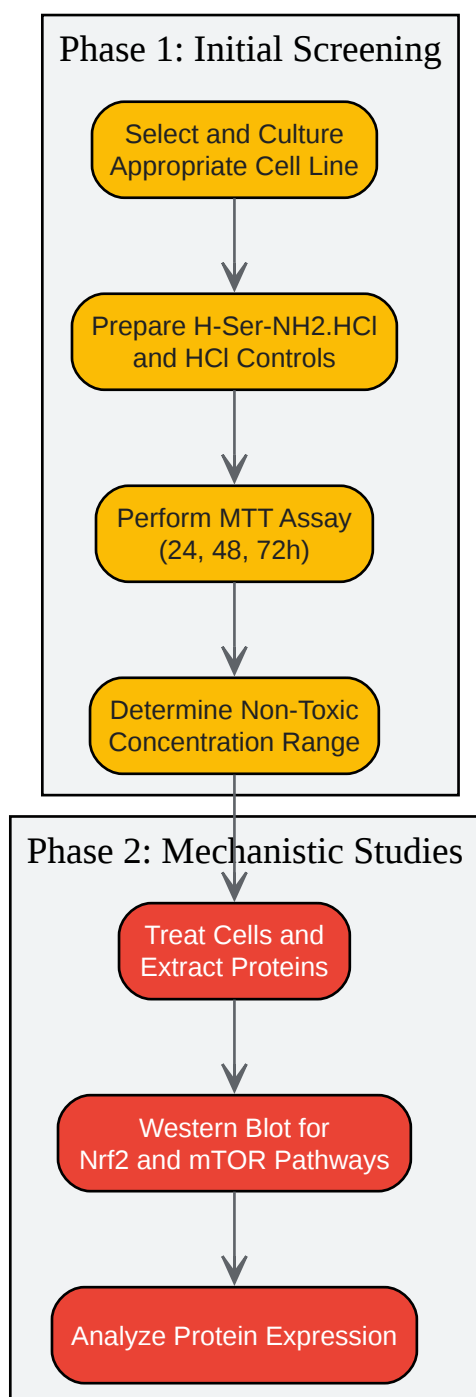 Phase 1: Initial Screening
Select and Culture
Appropriate Cell Line
Prepare H-Ser-NH2.HCl
and HCl Controls
Perform MTT Assay
(24, 48, 72h)
Determine Non-Toxic
Concentration Range
Phase 2: Mechanistic Studies
Treat Cells and
Extract Proteins
Western Blot for
Nrf2 and mTOR Pathways
Analyze Protein Expression